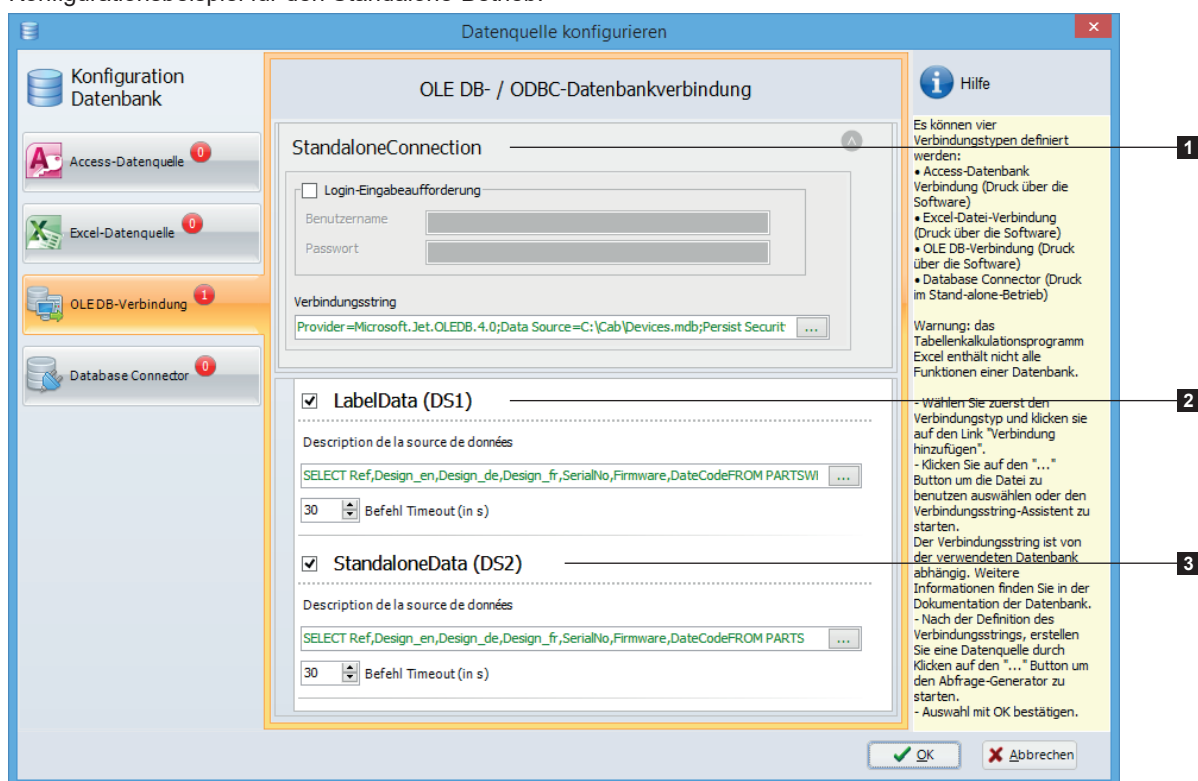 Konfigurationsbeispiel für den Standalone-Betrieb:
Datenquelle konfigurieren
Konfiguration
Datenbank
Access-Datenquelle 0
Excel-Datenquelle 0
OLE DB-Verbindung 1
Database Connector 0
OLE DB- / ODBC-Datenbankverbindung
StandaloneConnection
1
Login-Eingabeaufforderung
Benutzername
Passwort
Verbindungsstring
Provider=Microsoft.Jet.OLEDB.4.0;Data Source=C:\Cab\Devices.mdb;Persist Securit
...
LabelData (DS1)
2
Description de la source de données
SELECT Ref,Design_en,Design_de,Design_fr,SerialNo,Firmware,DateCodeFROM PARTSWI
...
30 Befehl Timeout (in s)
StandaloneData (DS2)
3
Description de la source de données
SELECT Ref,Design_en,Design_de,Design_fr,SerialNo,Firmware,DateCodeFROM PARTS
...
30 Befehl Timeout (in s)
Hilfe
Es können vier
Verbindungstypen definiert
werden:
• Access-Datenbank
Verbindung (Druck über die
Software)
• Excel-Datei-Verbindung
(Druck über die Software)
• OLE DB-Verbindung (Druck
über die Software)
• Database Connector (Druck
im Stand-alone-Betrieb)
Warnung: das
Tabellenkalkulationsprogramm
Excel enthält nicht alle
Funktionen einer Datenbank.
- Wählen Sie zuerst den
Verbindungstyp und klicken sie
auf den Link "Verbindung
hinzufügen".
- Klicken Sie auf den "..."
Button um die Datei zu
benutzen auswählen oder den
Verbindungsstring-Assistent zu
starten.
Der Verbindungsstring ist von
der verwendeten Datenbank
abhängig. Weitere
Informationen finden Sie in der
Dokumentation der Datenbank.
- Nach der Definition des
Verbindungsstrings, erstellen
Sie eine Datenquelle durch
Klicken auf den "..." Button um
den Abfrage-Generator zu
starten.
- Auswahl mit OK bestätigen.
OK
Abbrechen